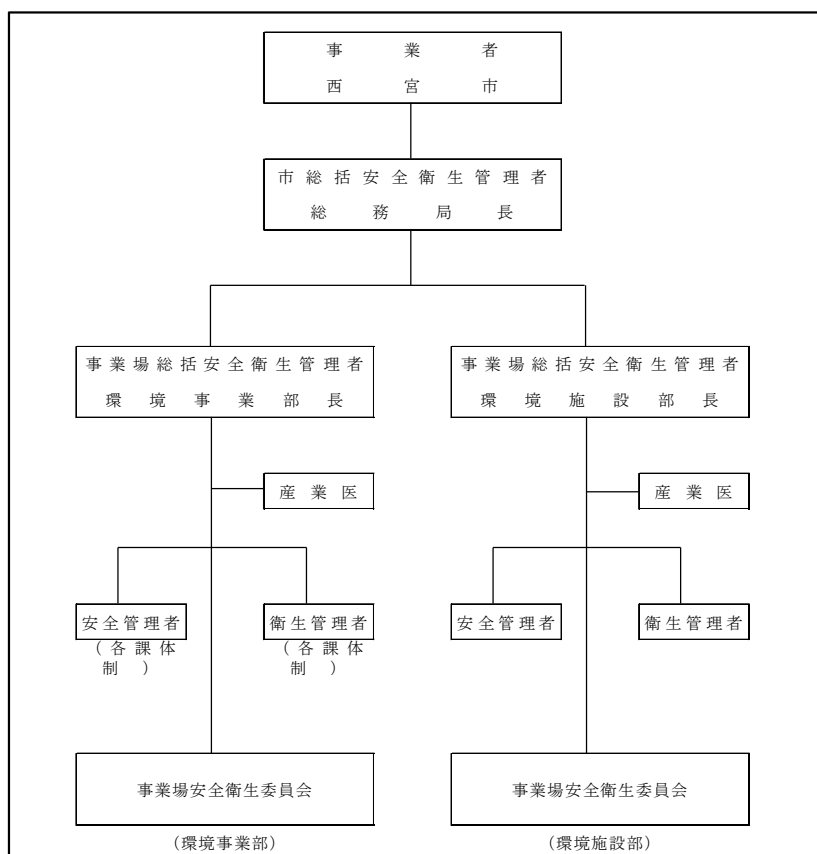 事業者
西宮市
市総括安全衛生管理者
総務局長
事業場総括安全衛生管理者
環境事業部長
事業場総括安全衛生管理者
環境施設部長
産業医
産業医
安全管理者
(各課体
制)
衛生管理者
(各課体
制)
安全管理者
衛生管理者
事業場安全衛生委員会
(環境事業部)
事業場安全衛生委員会
(環境施設部)